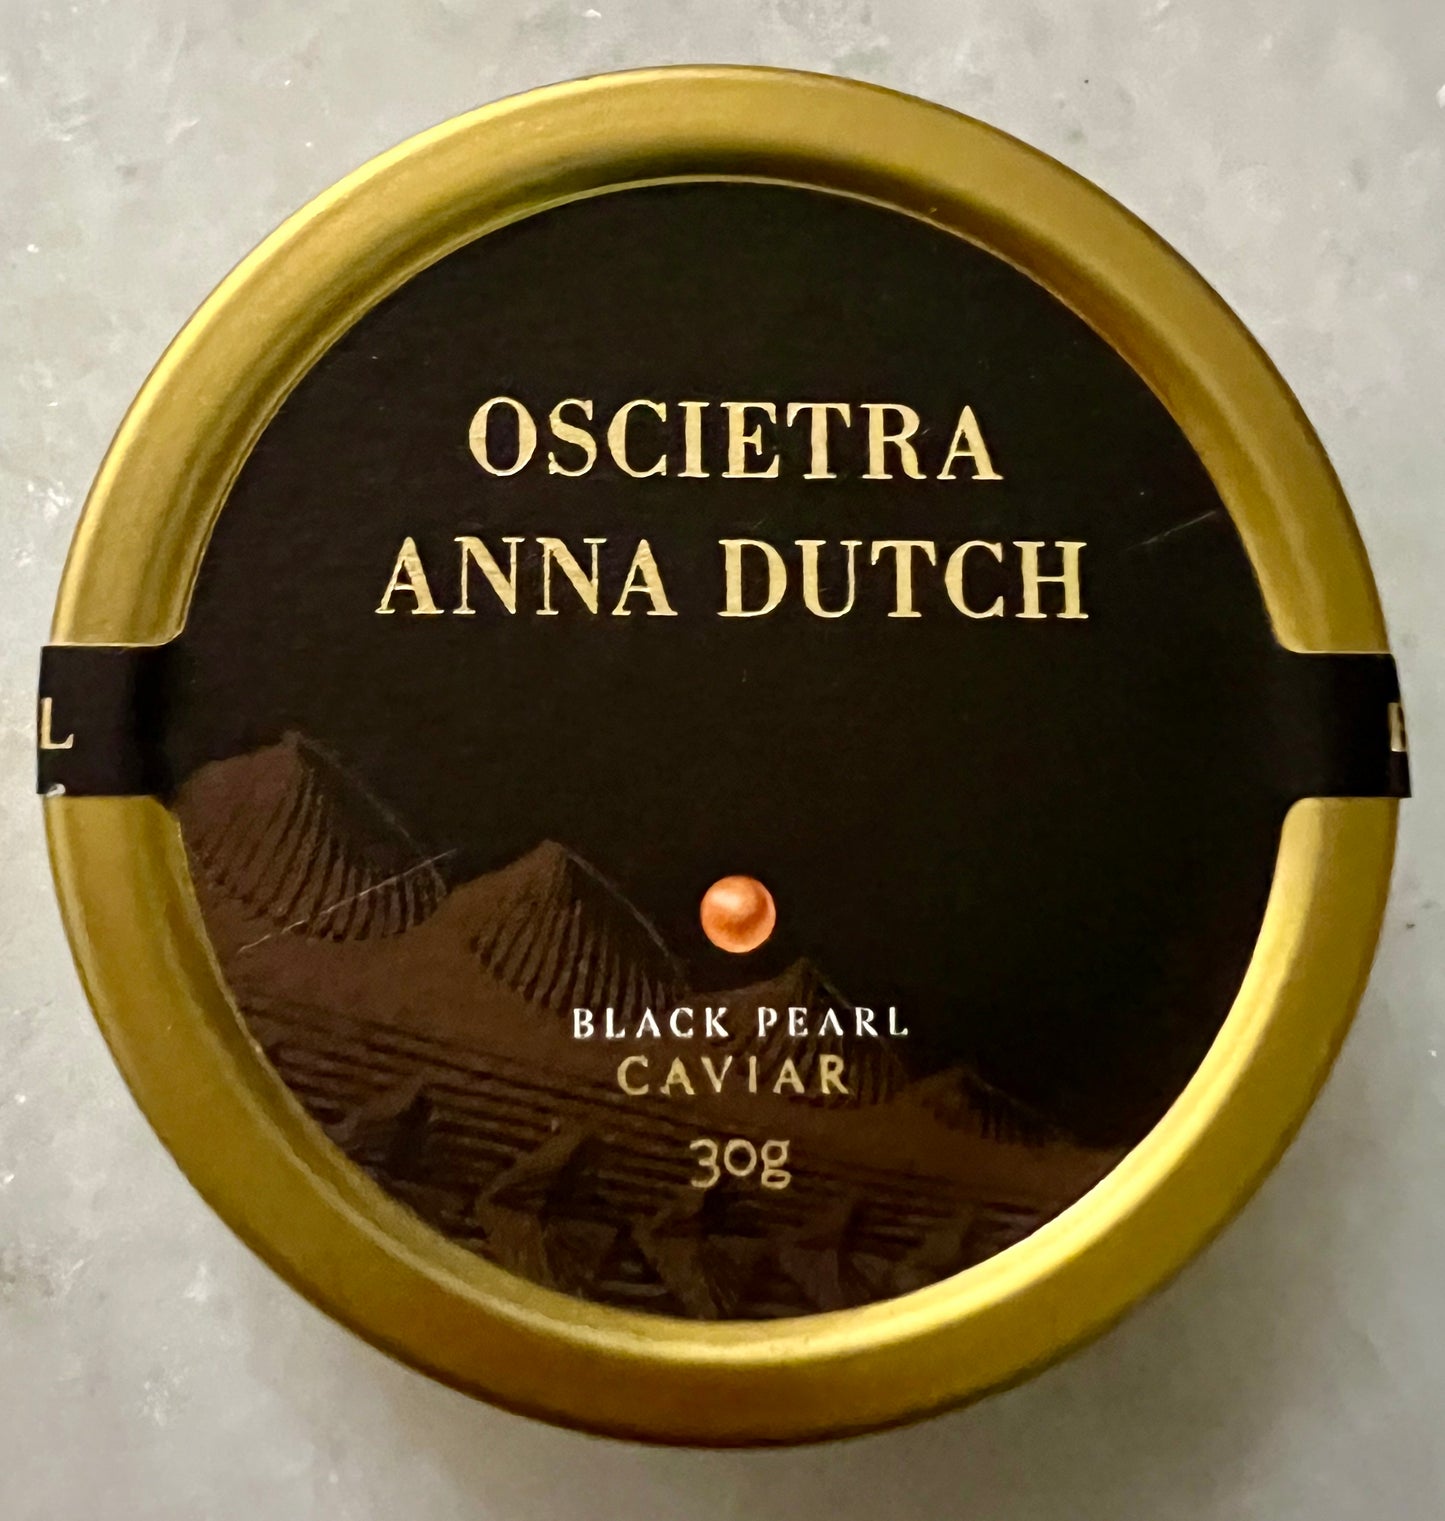 OSCIETRA
ANNA DUTCH
BLACK PEARL
CAVIAR
30g